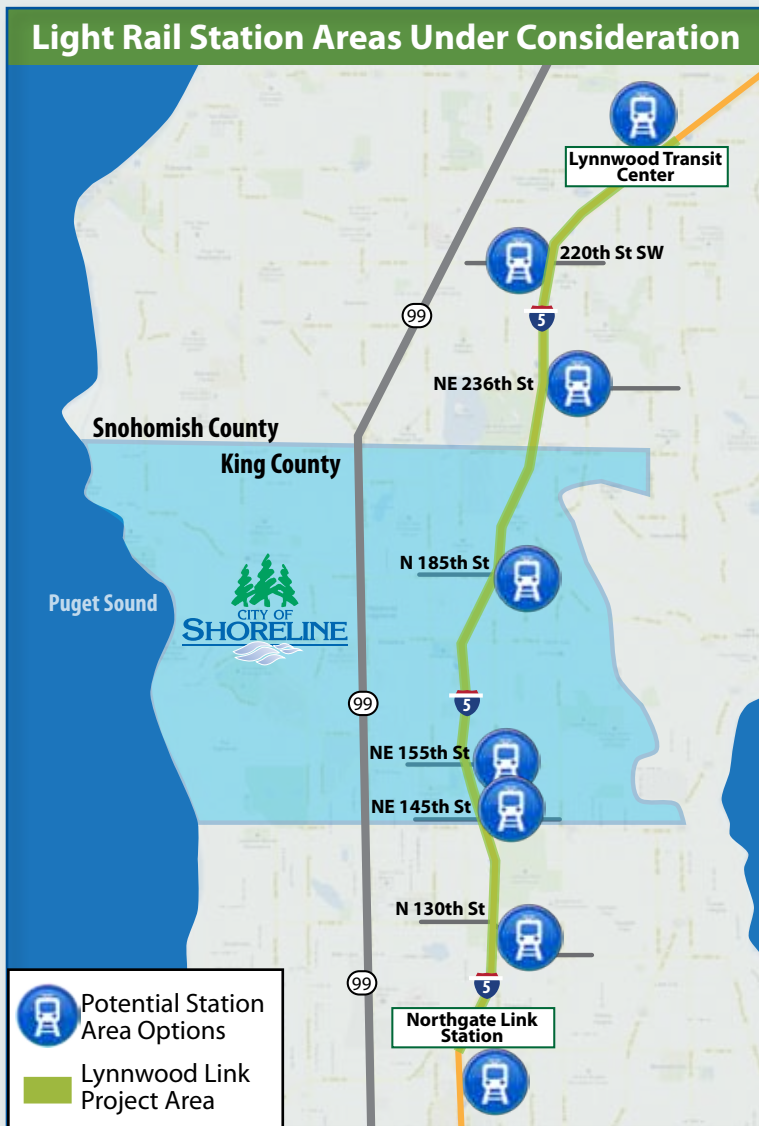 Light Rail Station Areas Under Consideration
Lynnwood Transit
Center
220th St SW
99
5
NE 236th St
Snohomish County
King County
N 185th St
Puget Sound
CITY OF
SHORELINE
99
5
NE 155th St
NE 145th St
N 130th St
99
5
Northgate Link
Station
Potential Station
Area Options
Lynnwood Link
Project Area